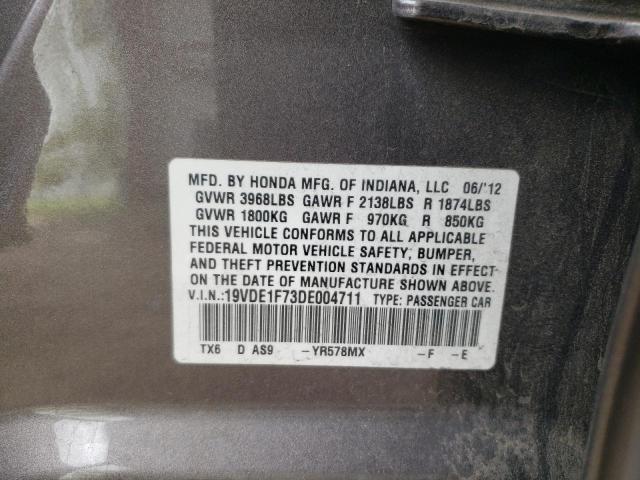 MFD. BY HONDA MFG. OF INDIANA, LLC 06/'12
GVWR 3968LBS GAWR F 2138LBS R 1874LBS
GVWR 1800KG GAWR F 970KG R 850KG
THIS VEHICLE CONFORMS TO ALL APPLICABLE
FEDERAL MOTOR VEHICLE SAFETY, BUMPER,
AND THEFT PREVENTION STANDARDS IN EFFECT
ON THE DATE OF MANUFACTURE SHOWN ABOVE.
V.I.N.:19VDE1F73DE004711 TYPE: PASSENGER CAR
TX6 D AS9 -YR578MX -F -E